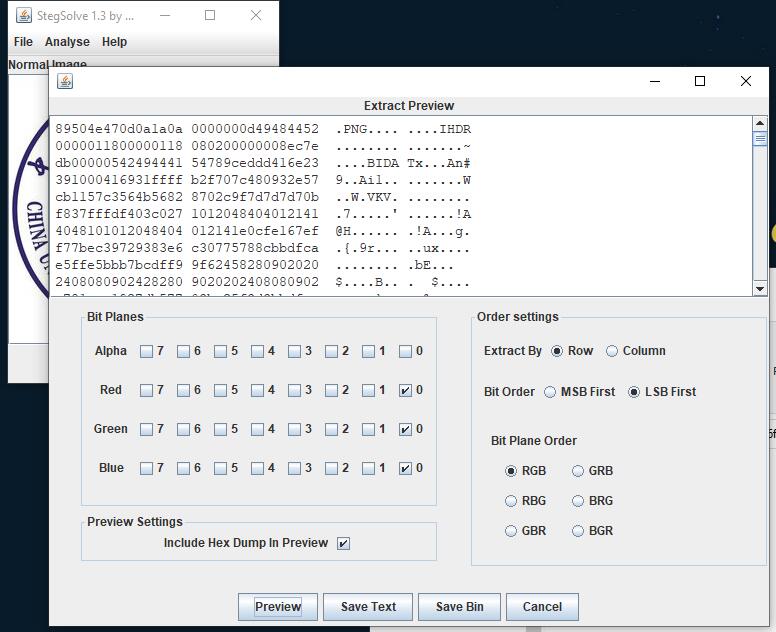 StegSolve 1.3 by ...
File Analyse Help
Normal Image
CHINA
Extract Preview
89504e470d0a1a0a 0000000d49484452 .PNG.... ....IHDR
0000011800000118 080200000008ec7e ........ .......~
db00000542494441 54789ceddd416e23 ....BIDA Tx...An#
391000416931ffff b2f707c480932e57 9..Ai1.. .......W
cb1157c3564b5682 8702c9f7d7d7d70b ..W.VKV. ........
f837fffdf403c027 1012048404012141 .7.....' ......!A
4048101012048404 012141e0cfe167ef @H...... .!A...g.
f77bec39729383e6 c30775788cbbdfca .{.9r... ..ux....
e5ffe5bbb7bcdff9 9f62458280902020 ........ .bE...
2408080902428280 9020202408080902 $....B.. . $....
Bit Planes
Alpha 7 6 5 4 3 2 1 0
Red 7 6 5 4 3 2 1 0
Green 7 6 5 4 3 2 1 0
Blue 7 6 5 4 3 2 1 0
Preview Settings
Include Hex Dump In Preview
Order settings
Extract By Row Column
Bit Order MSB First LSB First
Bit Plane Order
RGB GRB
RBG BRG
GBR BGR
Preview Save Text Save Bin Cancel